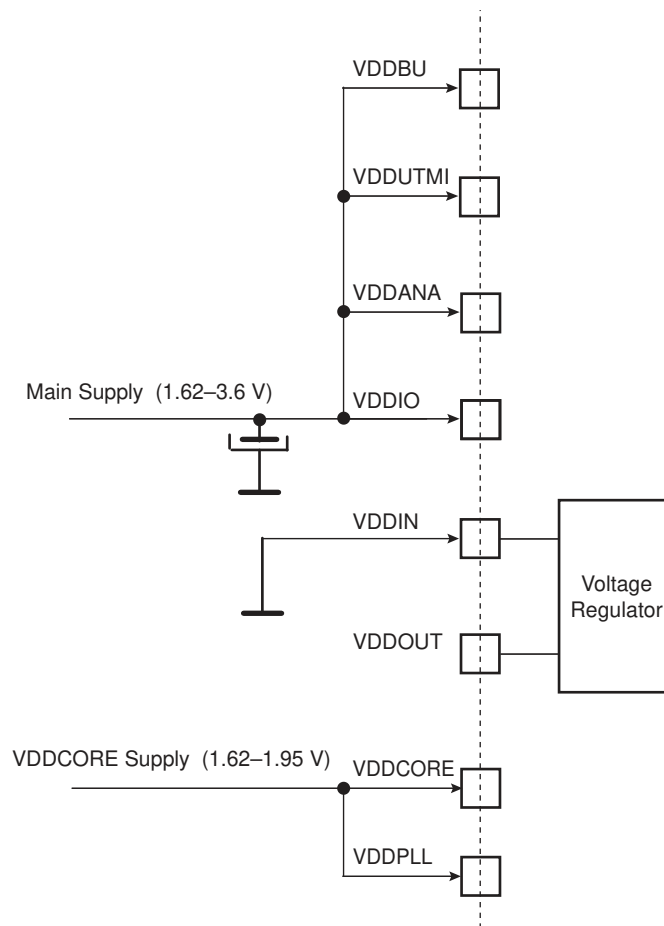 VDDBU
VDDUTMI
VDDANA
Main Supply (1.62–3.6 V)
VDDIO
VDDIN
Voltage
Regulator
VDDOUT
VDDCORE Supply (1.62–1.95 V)
VDDCORE
VDDPLL